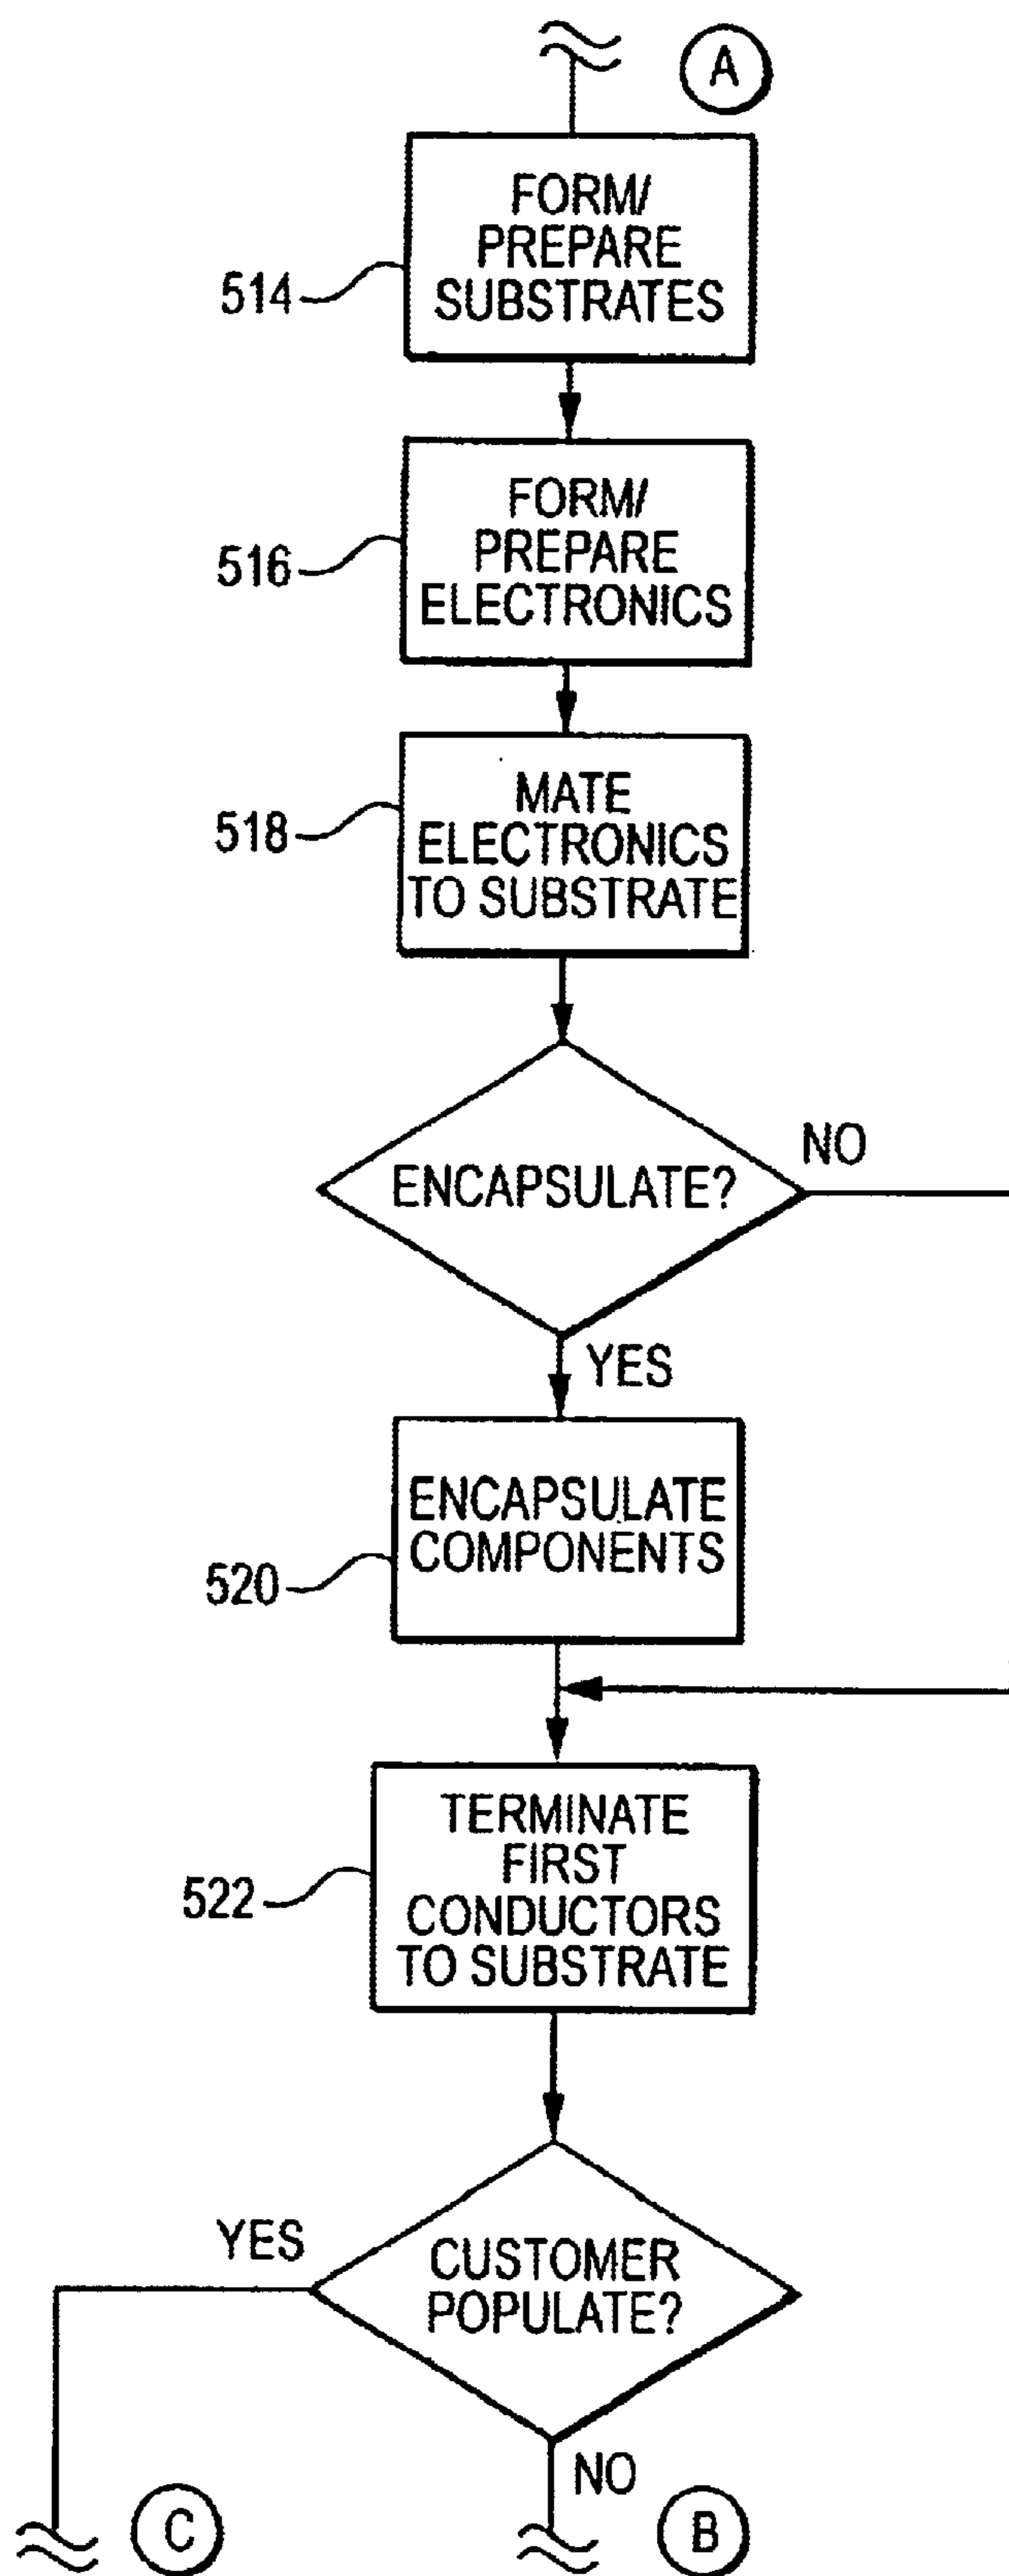 A
FORM/
PREPARE
SUBSTRATES
514
FORM/
PREPARE
ELECTRONICS
516
MATE
ELECTRONICS
TO SUBSTRATE
518
ENCAPSULATE?
NO
YES
ENCAPSULATE
COMPONENTS
520
TERMINATE
FIRST
CONDUCTORS
TO SUBSTRATE
522
YES
CUSTOMER
POPULATE?
NO
C
B